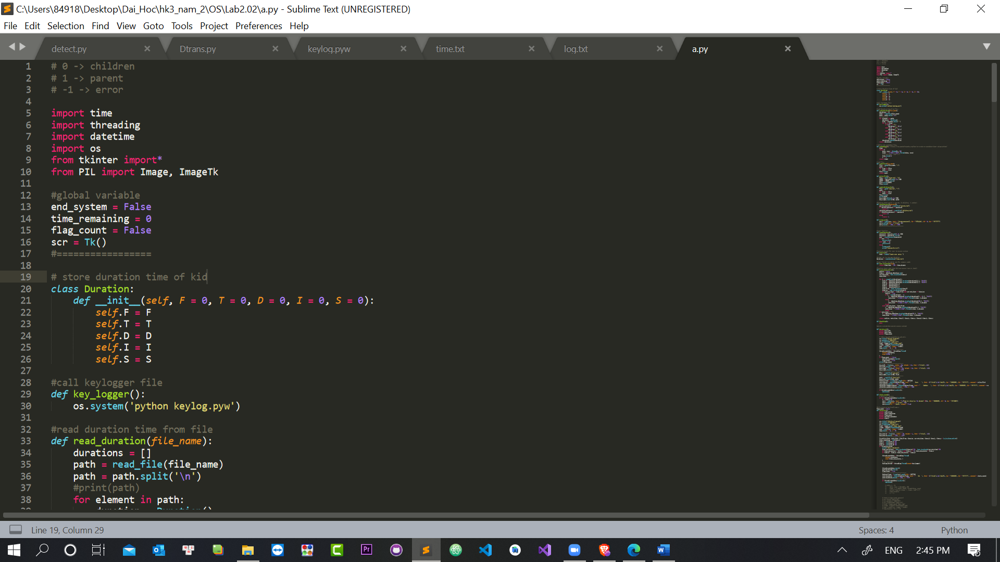 C:\Users\84918\Desktop\Dai_Hoc\hk3_nam_2\OS\Lab2.02\a.py - Sublime Text (UNREGISTERED)
File Edit Selection Find View Goto Tools Project Preferences Help
detect.py Dtrans.py keylog.pyw time.txt log.txt a.py
1 # 0 -> children
2 # 1 -> parent
3 # -1 -> error
4
5 import time
6 import threading
7 import datetime
8 import os
9 from tkinter import*
10 from PIL import Image, ImageTk
11
12 #global variable
13 end_system = False
14 time_remaining = 0
15 flag_count = False
16 scr = Tk()
17 #=================
18
19 # store duration time of kid
20 class Duration:
21 def __init__(self, F = 0, T = 0, D = 0, I = 0, S = 0):
22 self.F = F
23 self.T = T
24 self.D = D
25 self.I = I
26 self.S = S
27
28 #call keylogger file
29 def key_logger():
30 os.system('python keylog.pyw')
31
32 #read duration time from file
33 def read_duration(file_name):
34 durations = []
35 path = read_file(file_name)
36 path = path.split('\n')
37 #print(path)
38 for element in path:
Line 19, Column 29 Spaces: 4 Python
ENG 2:45 PM